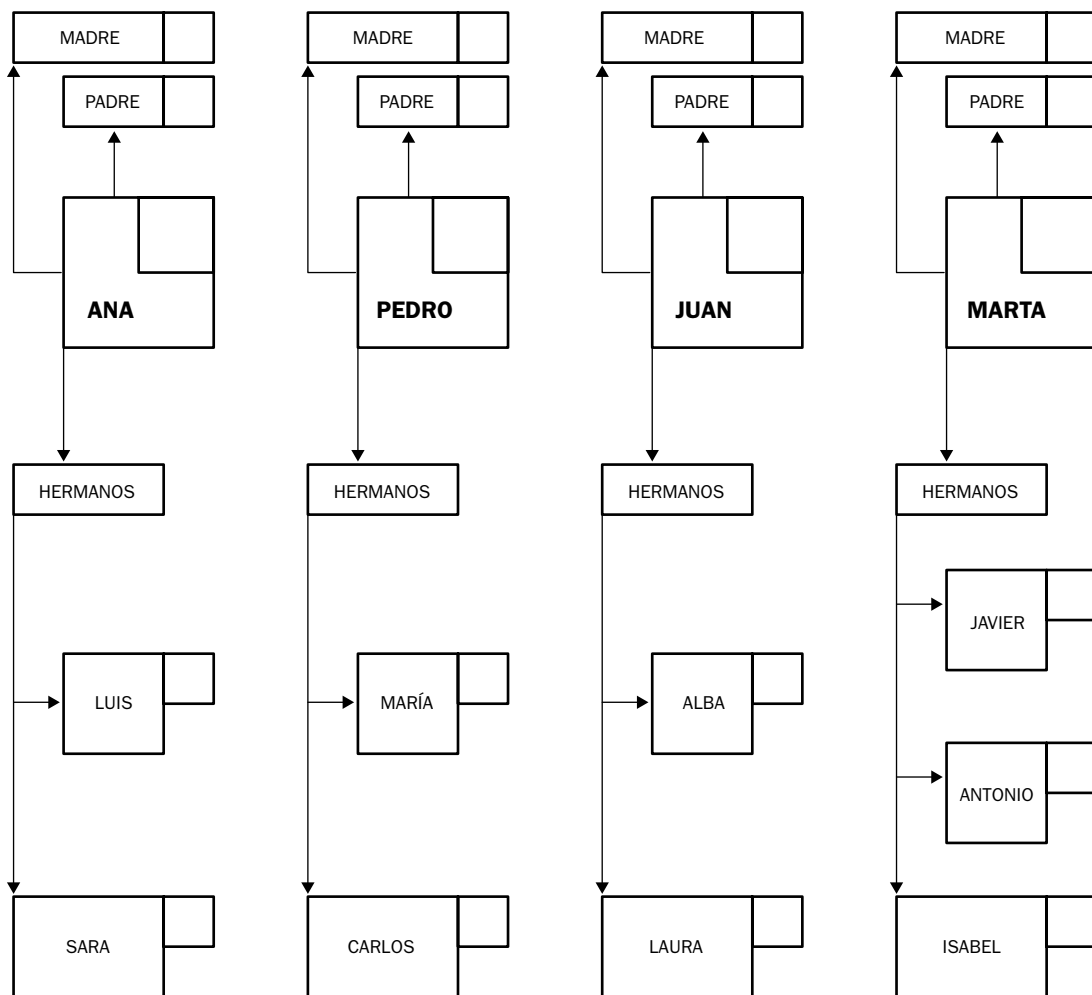 MADRE
MADRE
MADRE
MADRE
PADRE
PADRE
PADRE
PADRE
ANA
PEDRO
JUAN
MARTA
HERMANOS
HERMANOS
HERMANOS
HERMANOS
JAVIER
LUIS
MARÍA
ALBA
ANTONIO
SARA
CARLOS
LAURA
ISABEL